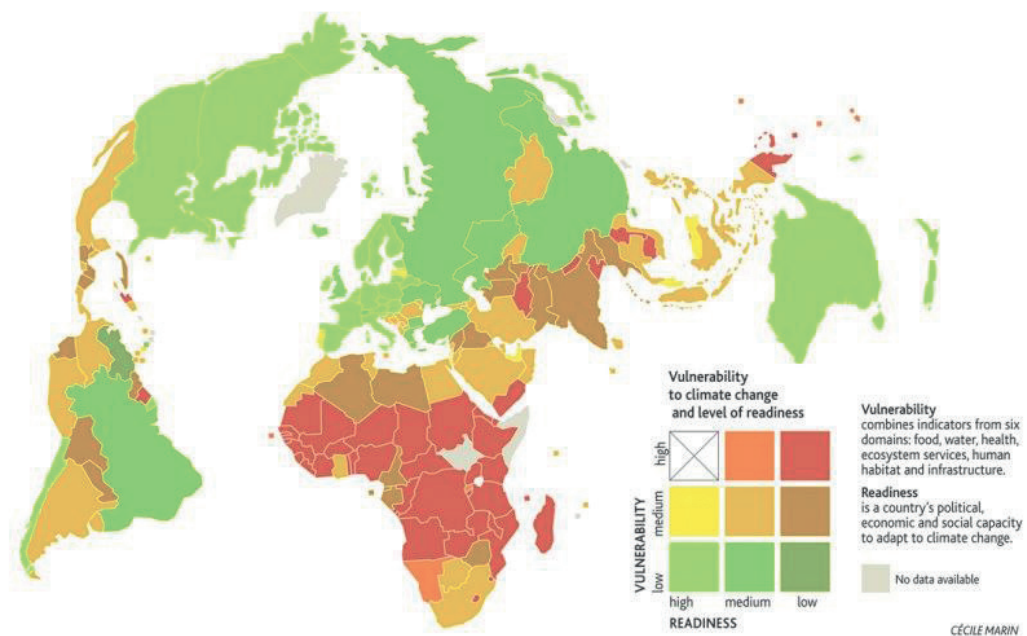 Vulnerability
to climate change
and level of readiness
high
medium
low
VULNERABILITY
high
medium
low
READINESS
Vulnerability
combines indicators from six
domains: food, water, health,
ecosystem services, human
habitat and infrastructure.
Readiness
is a country's political,
economic and social capacity
to adapt to climate change.
No data available
CÉCILE MARIN